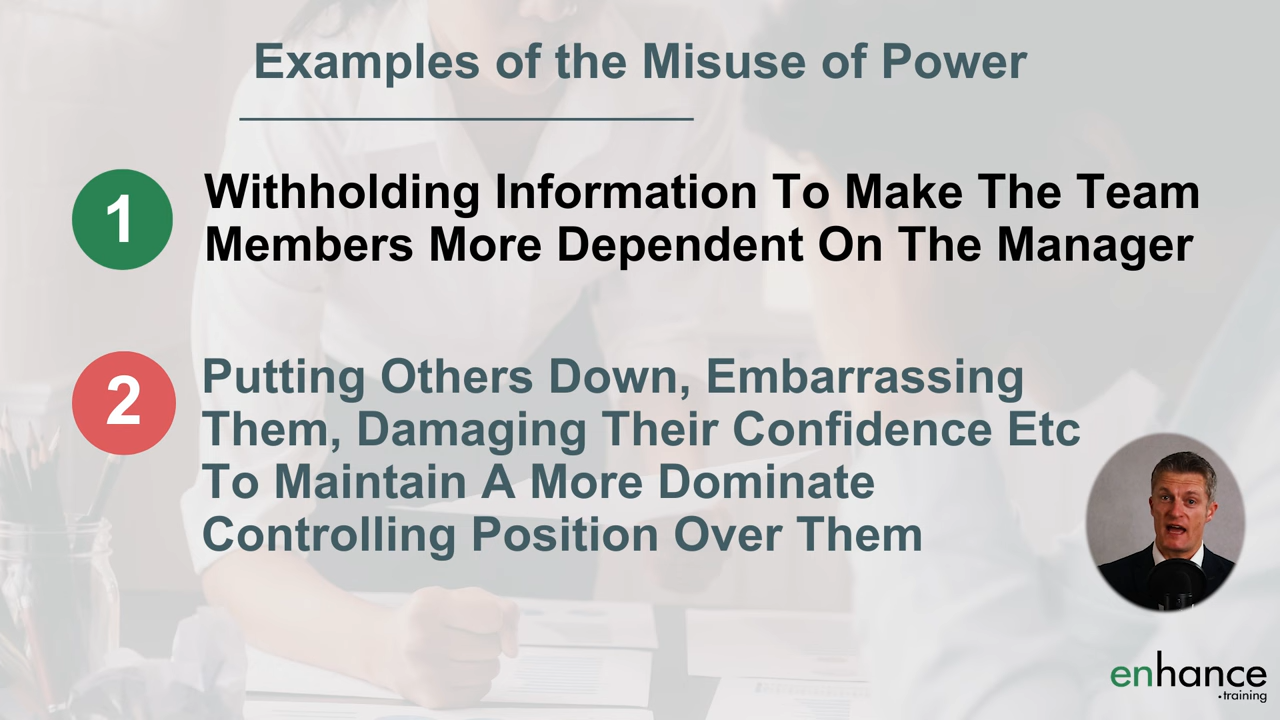 Examples of the Misuse of Power
1
Withholding Information To Make The Team
Members More Dependent On The Manager
2
Putting Others Down, Embarrassing
Them, Damaging Their Confidence Etc
To Maintain A More Dominate
Controlling Position Over Them
enhance
.training